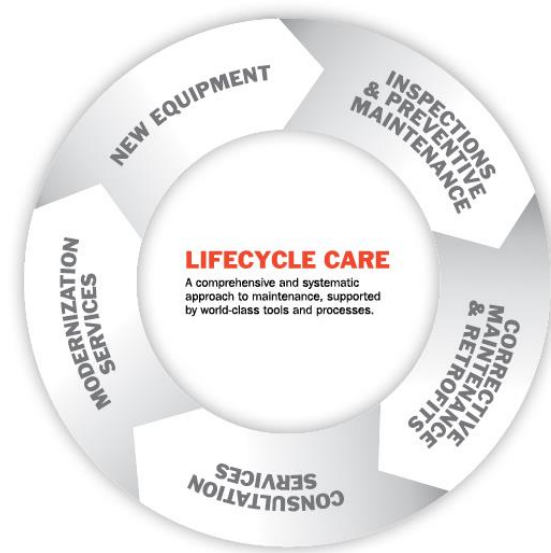 NEW EQUIPMENT
INSPECTIONS
& PREVENTIVE
MAINTENANCE
CORRECTIVE
MAINTENANCE
& RETROFITS
CONSULTATION
SERVICES
MODERNIZATION
SERVICES
LIFECYCLE CARE
A comprehensive and systematic
approach to maintenance, supported
by world-class tools and processes.